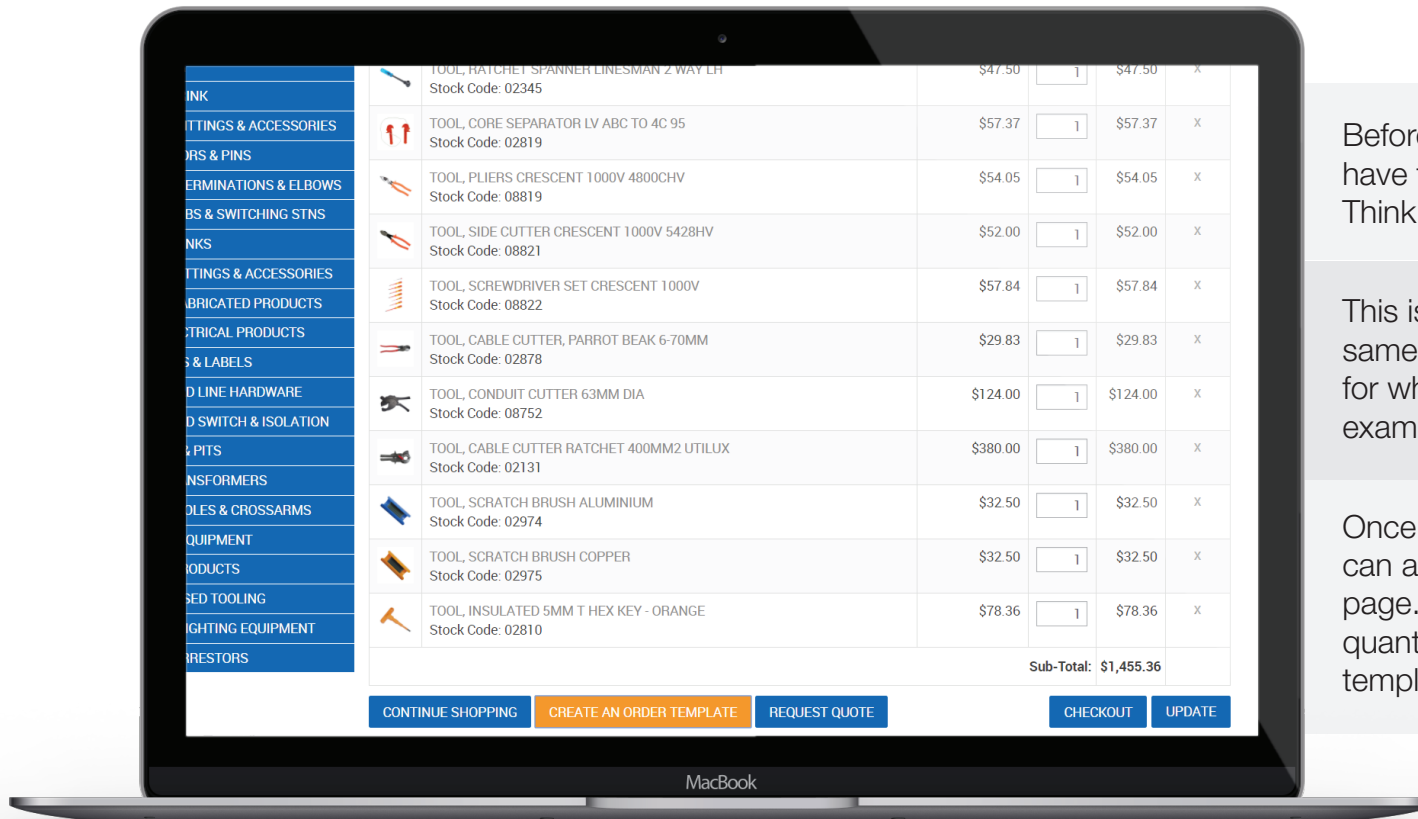 INK
ITTINGS & ACCESSORIES
ORS & PINS
ERMINATIONS & ELBOWS
BS & SWITCHING STNS
NKS
TTINGS & ACCESSORIES
ABRICATED PRODUCTS
CTRICAL PRODUCTS
S & LABELS
D LINE HARDWARE
D SWITCH & ISOLATION
& PITS
NSFORMERS
OLES & CROSSARMS
QUIPMENT
RODUCTS
SED TOOLING
IGHTING EQUIPMENT
RRESTORS
TOOL, RATCHET SPANNER LINESMAN 2 WAY LH $47.50 1 $47.50 X
Stock Code: 02345
TOOL, CORE SEPARATOR LV ABC TO 4C 95 $57.37 1 $57.37 X
Stock Code: 02819
TOOL, PLIERS CRESCENT 1000V 4800CHV $54.05 1 $54.05 X
Stock Code: 08819
TOOL, SIDE CUTTER CRESCENT 1000V 5428HV $52.00 1 $52.00 X
Stock Code: 08821
TOOL, SCREWDRIVER SET CRESCENT 1000V $57.84 1 $57.84 X
Stock Code: 08822
TOOL, CABLE CUTTER, PARROT BEAK 6-70MM $29.83 1 $29.83 X
Stock Code: 02878
TOOL, CONDUIT CUTTER 63MM DIA $124.00 1 $124.00 X
Stock Code: 08752
TOOL, CABLE CUTTER RATCHET 400MM2 UTILUX $380.00 1 $380.00 X
Stock Code: 02131
TOOL, SCRATCH BRUSH ALUMINIUM $32.50 1 $32.50 X
Stock Code: 02974
TOOL, SCRATCH BRUSH COPPER $32.50 1 $32.50 X
Stock Code: 02975
TOOL, INSULATED 5MM T HEX KEY - ORANGE $78.36 1 $78.36 X
Stock Code: 02810
Sub-Total: $1,455.36
CONTINUE SHOPPING CREATE AN ORDER TEMPLATE REQUEST QUOTE CHECKOUT UPDATE
MacBook
Before
have
Think
This is
same
for wh
exam
Once
can a
page.
quant
templ